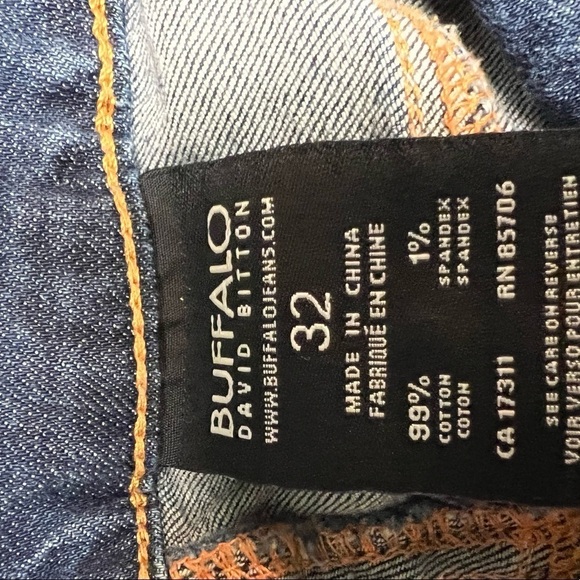 BUFFALO
DAVID BITTON
WWW.BUFFALOJEANS.COM
32
MADE IN CHINA
FABRIQUÉ EN CHINE
99% 1%
COTTON SPANDEX
COTON SPANDEX
CA 17311 RN 85706
SEE CARE ON REVERSE
VOIR VERSO POUR ENTRETIEN